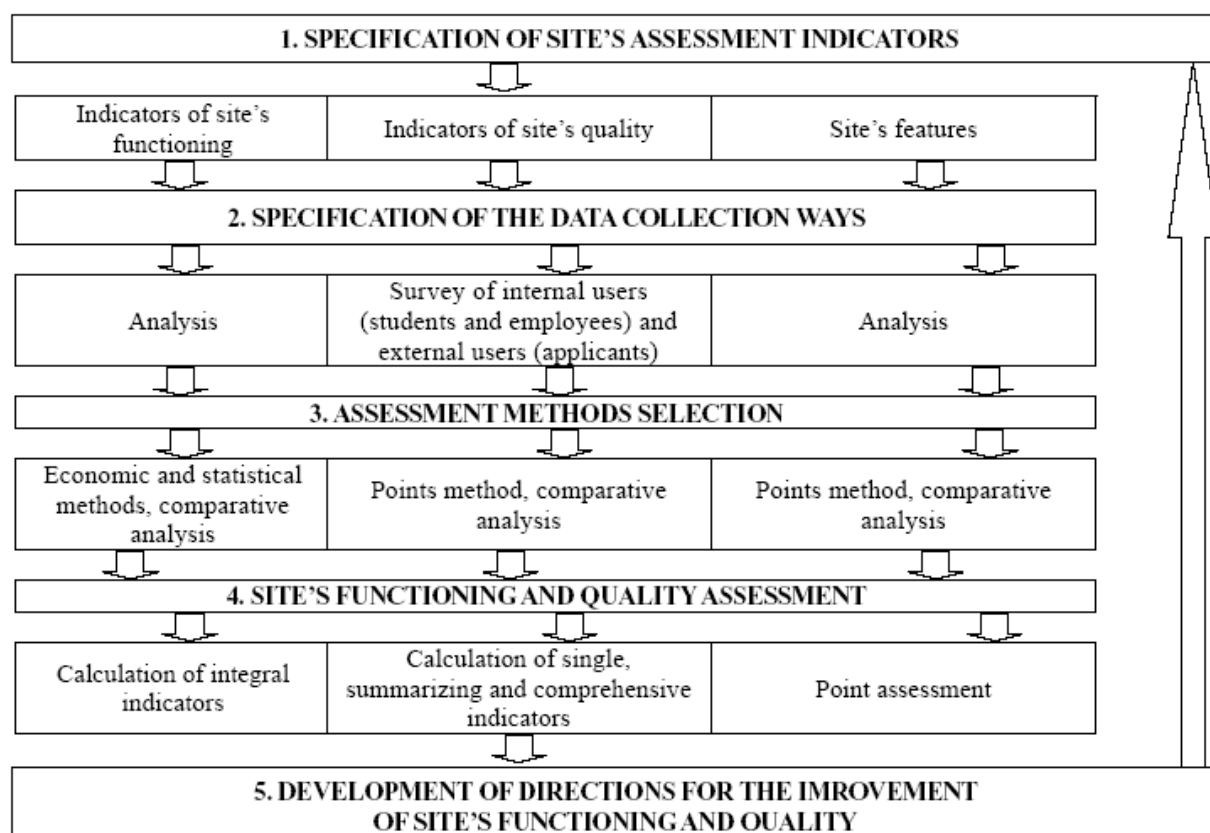 1. SPECIFICATION OF SITE’S ASSESSMENT INDICATORS
Indicators of site’s
functioning
Indicators of site’s quality
Site’s features
2. SPECIFICATION OF THE DATA COLLECTION WAYS
Analysis
Survey of internal users
(students and employees) and
external users (applicants)
Analysis
3. ASSESSMENT METHODS SELECTION
Economic and statistical
methods, comparative
analysis
Points method, comparative
analysis
Points method, comparative
analysis
4. SITE’S FUNCTIONING AND QUALITY ASSESSMENT
Calculation of integral
indicators
Calculation of single,
summarizing and comprehensive
indicators
Point assessment
5. DEVELOPMENT OF DIRECTIONS FOR THE IMROVEMENT
OF SITE’S FUNCTIONING AND QUALITY